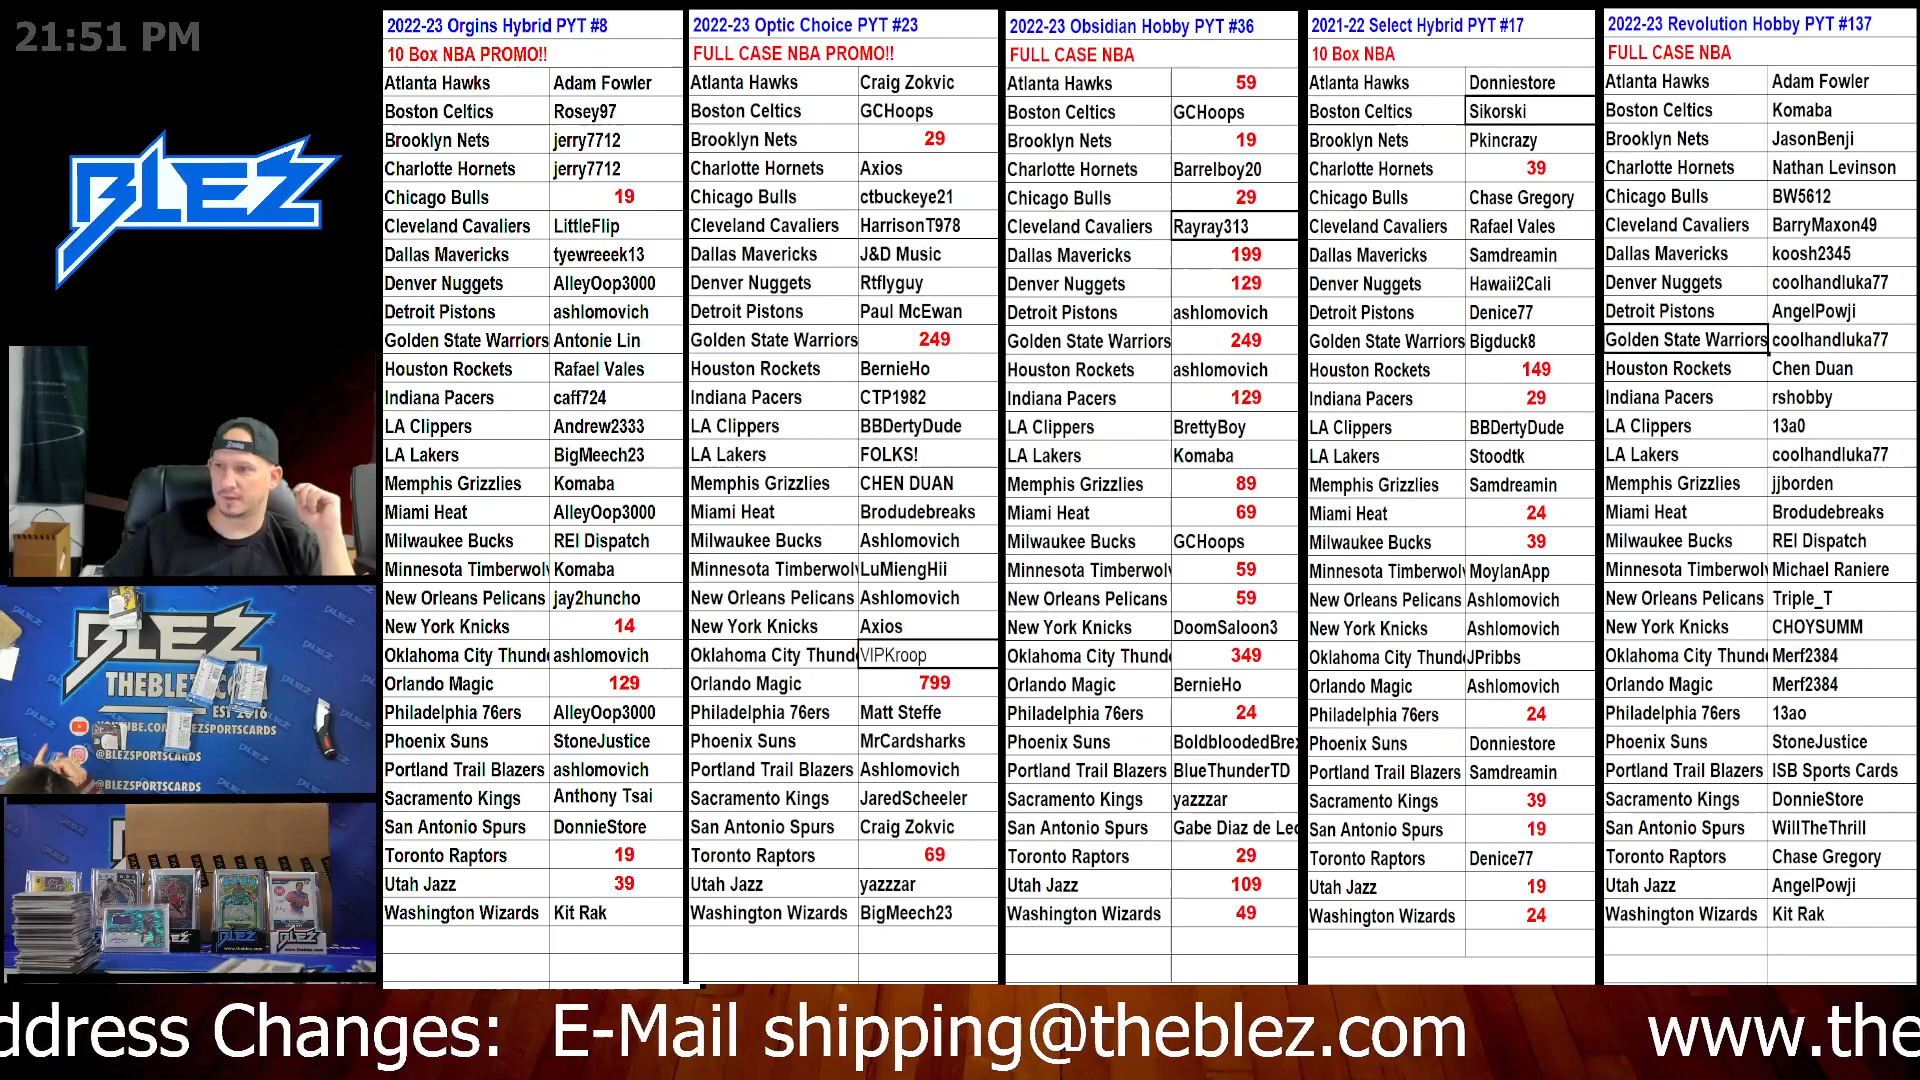 21:51 PM
BLEZ
2022-23 Orgins Hybrid PYT #8
10 Box NBA PROMO!!
Atlanta Hawks Adam Fowler
Boston Celtics Rosey97
Brooklyn Nets jerry7712
Charlotte Hornets jerry7712
Chicago Bulls 19
Cleveland Cavaliers LittleFlip
Dallas Mavericks tyewreeek13
Denver Nuggets AlleyOop3000
Detroit Pistons ashlomovich
Golden State Warriors Antonie Lin
Houston Rockets Rafael Vales
Indiana Pacers caff724
LA Clippers Andrew2333
LA Lakers BigMeech23
Memphis Grizzlies Komaba
Miami Heat AlleyOop3000
Milwaukee Bucks REI Dispatch
Minnesota Timberwolv Komaba
New Orleans Pelicans jay2huncho
New York Knicks 14
Oklahoma City Thund ashlomovich
Orlando Magic 129
Philadelphia 76ers AlleyOop3000
Phoenix Suns StoneJustice
Portland Trail Blazers ashlomovich
Sacramento Kings Anthony Tsai
San Antonio Spurs DonnieStore
Toronto Raptors 19
Utah Jazz 39
Washington Wizards Kit Rak
2022-23 Optic Choice PYT #23
FULL CASE NBA PROMO!!
Atlanta Hawks Craig Zokvic
Boston Celtics GCHoops
Brooklyn Nets 29
Charlotte Hornets Axios
Chicago Bulls ctbuckeye21
Cleveland Cavaliers HarrisonT978
Dallas Mavericks J&D Music
Denver Nuggets Rtflyguy
Detroit Pistons Paul McEwan
Golden State Warriors 249
Houston Rockets BernieHo
Indiana Pacers CTP1982
LA Clippers BBDertyDude
LA Lakers FOLKS!
Memphis Grizzlies CHEN DUAN
Miami Heat Brodudebreaks
Milwaukee Bucks Ashlomovich
Minnesota Timberwolv LuMiengHii
New Orleans Pelicans Ashlomovich
New York Knicks Axios
Oklahoma City Thund VIPKroop
Orlando Magic 799
Philadelphia 76ers Matt Steffe
Phoenix Suns MrCardsharks
Portland Trail Blazers Ashlomovich
Sacramento Kings JaredScheeler
San Antonio Spurs Craig Zokvic
Toronto Raptors 69
Utah Jazz yazzzar
Washington Wizards BigMeech23
2022-23 Obsidian Hobby PYT #36
FULL CASE NBA
Atlanta Hawks 59
Boston Celtics GCHoops
Brooklyn Nets 19
Charlotte Hornets Barrelboy20
Chicago Bulls 29
Cleveland Cavaliers Rayray313
Dallas Mavericks 199
Denver Nuggets 129
Detroit Pistons ashlomovich
Golden State Warriors 249
Houston Rockets ashlomovich
Indiana Pacers 129
LA Clippers BrettyBoy
LA Lakers Komaba
Memphis Grizzlies 89
Miami Heat 69
Milwaukee Bucks GCHoops
Minnesota Timberwolv 59
New Orleans Pelicans 59
New York Knicks DoomSaloon3
Oklahoma City Thund 349
Orlando Magic BernieHo
Philadelphia 76ers 24
Phoenix Suns BoldbloodedBrex
Portland Trail Blazers BlueThunderTD
Sacramento Kings yazzzar
San Antonio Spurs Gabe Diaz de Leo
Toronto Raptors 29
Utah Jazz 109
Washington Wizards 49
2021-22 Select Hybrid PYT #17
10 Box NBA
Atlanta Hawks Donniestore
Boston Celtics Sikorski
Brooklyn Nets Pkincrazy
Charlotte Hornets 39
Chicago Bulls Chase Gregory
Cleveland Cavaliers Rafael Vales
Dallas Mavericks Samdreamin
Denver Nuggets Hawaii2Cali
Detroit Pistons Denice77
Golden State Warriors Bigduck8
Houston Rockets 149
Indiana Pacers 29
LA Clippers BBDertyDude
LA Lakers Stoodtk
Memphis Grizzlies Samdreamin
Miami Heat 24
Milwaukee Bucks 39
Minnesota Timberwolv MoylanApp
New Orleans Pelicans Ashlomovich
New York Knicks Ashlomovich
Oklahoma City Thund JPribbs
Orlando Magic Ashlomovich
Philadelphia 76ers 24
Phoenix Suns Donniestore
Portland Trail Blazers Samdreamin
Sacramento Kings 39
San Antonio Spurs 19
Toronto Raptors Denice77
Utah Jazz 19
Washington Wizards 24
2022-23 Revolution Hobby PYT #137
FULL CASE NBA
Atlanta Hawks Adam Fowler
Boston Celtics Komaba
Brooklyn Nets JasonBenji
Charlotte Hornets Nathan Levinson
Chicago Bulls BW5612
Cleveland Cavaliers BarryMaxon49
Dallas Mavericks koosh2345
Denver Nuggets coolhandluka77
Detroit Pistons AngelPowji
Golden State Warriors coolhandluka77
Houston Rockets Chen Duan
Indiana Pacers rshobby
LA Clippers 13a0
LA Lakers coolhandluka77
Memphis Grizzlies jjborden
Miami Heat Brodudebreaks
Milwaukee Bucks REI Dispatch
Minnesota Timberwolv Michael Raniere
New Orleans Pelicans Triple_T
New York Knicks CHOYSUMM
Oklahoma City Thund Merf2384
Orlando Magic Merf2384
Philadelphia 76ers 13ao
Phoenix Suns StoneJustice
Portland Trail Blazers ISB Sports Cards
Sacramento Kings DonnieStore
San Antonio Spurs WillTheThrill
Toronto Raptors Chase Gregory
Utah Jazz AngelPowji
Washington Wizards Kit Rak
BLEZ
THEBLEZ
EST 2016
@BLEZSPORTSCARDS
@BLEZSPORTSCARDS
BLEZ
BLEZ
ddress Changes: E-Mail shipping@theblez.com www.the